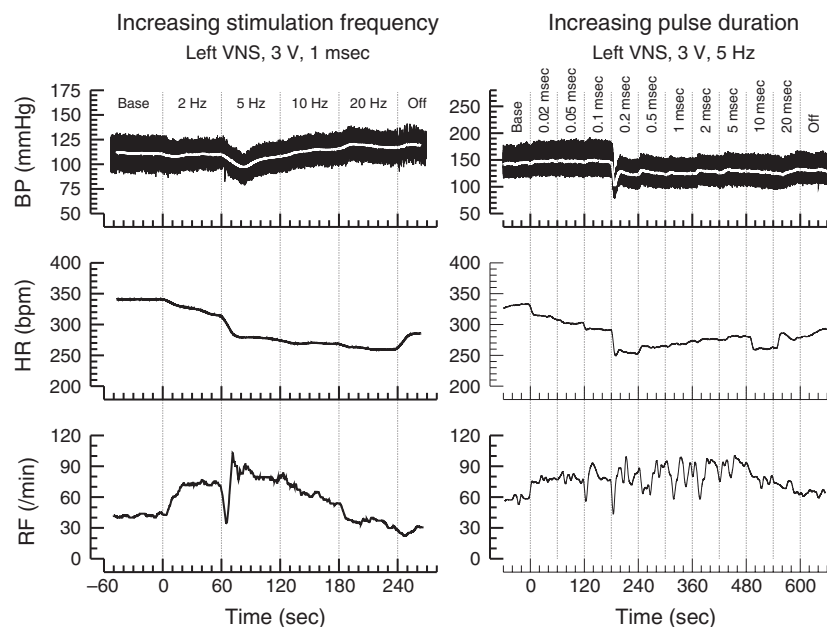 Increasing stimulation frequency
Left VNS, 3 V, 1 msec
BP (mmHg)
175
150
125
100
75
50
Base
2 Hz
5 Hz
10 Hz
20 Hz
Off
HR (bpm)
400
350
300
250
200
RF (/min)
120
90
60
30
0
–60
0
60
120
180
240
Time (sec)
Increasing pulse duration
Left VNS, 3 V, 5 Hz
250
200
150
100
50
Base
0.02 msec
0.05 msec
0.1 msec
0.2 msec
0.5 msec
1 msec
2 msec
5 msec
10 msec
20 msec
Off
400
350
300
250
200
120
90
60
30
0
0
120
240
360
480
600
Time (sec)